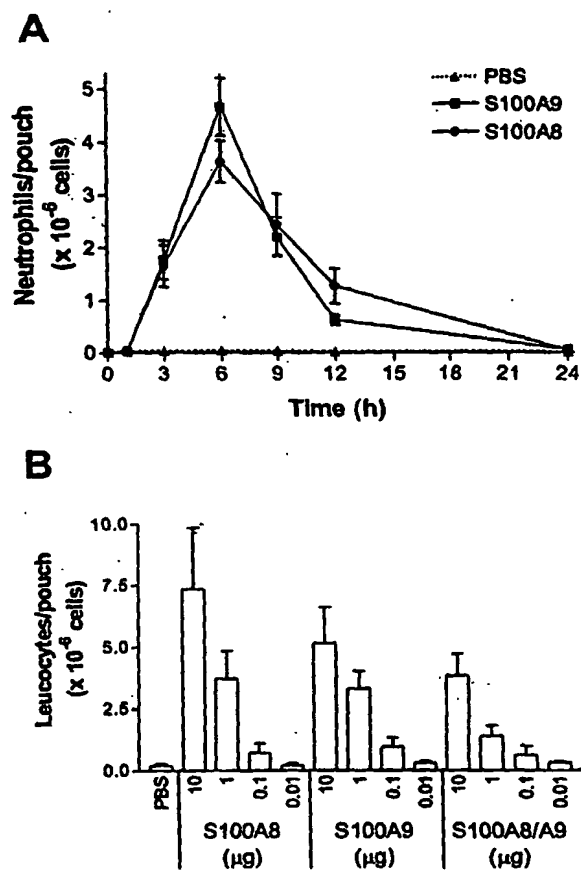 A
PBS
S100A9
S100A8
Neutrophils/pouch
(x 10⁻⁶ cells)
5
4
3
2
1
0
0 3 6 9 12 15 18 21 24
Time (h)
B
Leucocytes/pouch
(x 10⁻⁶ cells)
10.0
7.5
5.0
2.5
0.0
PBS 10 1 0.1 0.01 10 1 0.1 0.01 10 1 0.1 0.01
S100A8 S100A9 S100A8/A9
(µg) (µg) (µg)